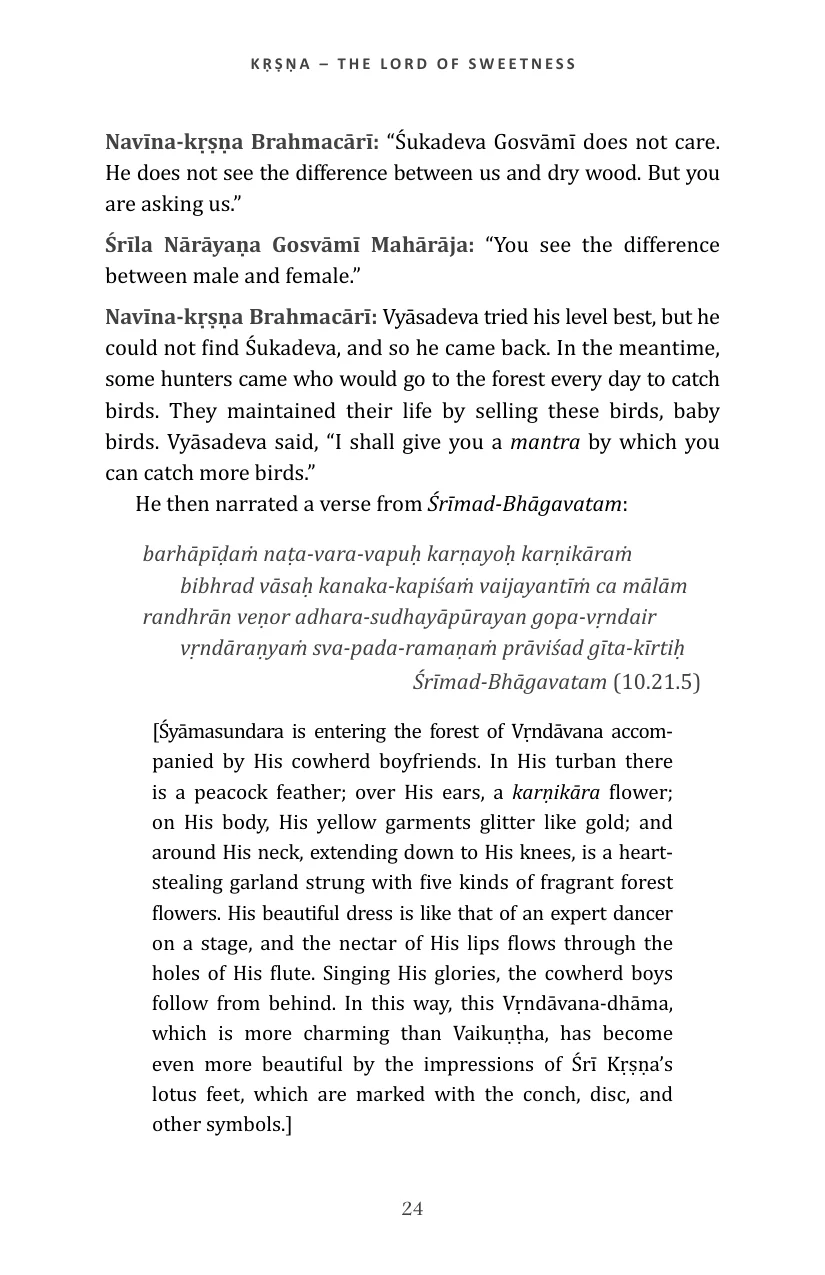 KṚṢṆA – THE LORD OF SWEETNESS
Navīna-kṛṣṇa Brahmacārī: “Śukadeva Gosvāmī does not care.
He does not see the difference between us and dry wood. But you
are asking us.”
Śrīla Nārāyaṇa Gosvāmī Mahārāja: “You see the difference
between male and female.”
Navīna-kṛṣṇa Brahmacārī: Vyāsadeva tried his level best, but he
could not find Śukadeva, and so he came back. In the meantime,
some hunters came who would go to the forest every day to catch
birds. They maintained their life by selling these birds, baby
birds. Vyāsadeva said, “I shall give you a mantra by which you
can catch more birds.”
He then narrated a verse from Śrīmad-Bhāgavatam:
barhāpīḍaṁ naṭa-vara-vapuḥ karṇayoḥ karṇikāraṁ
bibhrad vāsaḥ kanaka-kapiśaṁ vaijayantīṁ ca mālām
randhrān veṇor adhara-sudhayāpūrayan gopa-vṛndair
vṛndāraṇyaṁ sva-pada-ramaṇaṁ prāviśad gīta-kīrtiḥ
Śrīmad-Bhāgavatam (10.21.5)
[Śyāmasundara is entering the forest of Vṛndāvana accom-
panied by His cowherd boyfriends. In His turban there
is a peacock feather; over His ears, a karṇikāra flower;
on His body, His yellow garments glitter like gold; and
around His neck, extending down to His knees, is a heart-
stealing garland strung with five kinds of fragrant forest
flowers. His beautiful dress is like that of an expert dancer
on a stage, and the nectar of His lips flows through the
holes of His flute. Singing His glories, the cowherd boys
follow from behind. In this way, this Vṛndāvana-dhāma,
which is more charming than Vaikuṇṭha, has become
even more beautiful by the impressions of Śrī Kṛṣṇa’s
lotus feet, which are marked with the conch, disc, and
other symbols.]
24